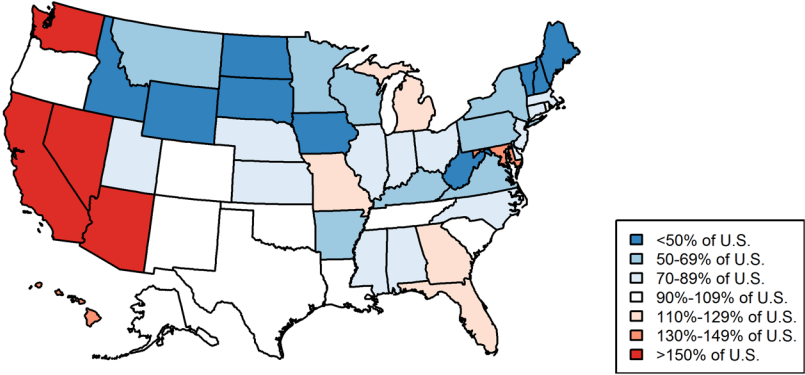 <50% of U.S.
50-69% of U.S.
70-89% of U.S.
90%-109% of U.S.
110%-129% of U.S.
130%-149% of U.S.
>150% of U.S.